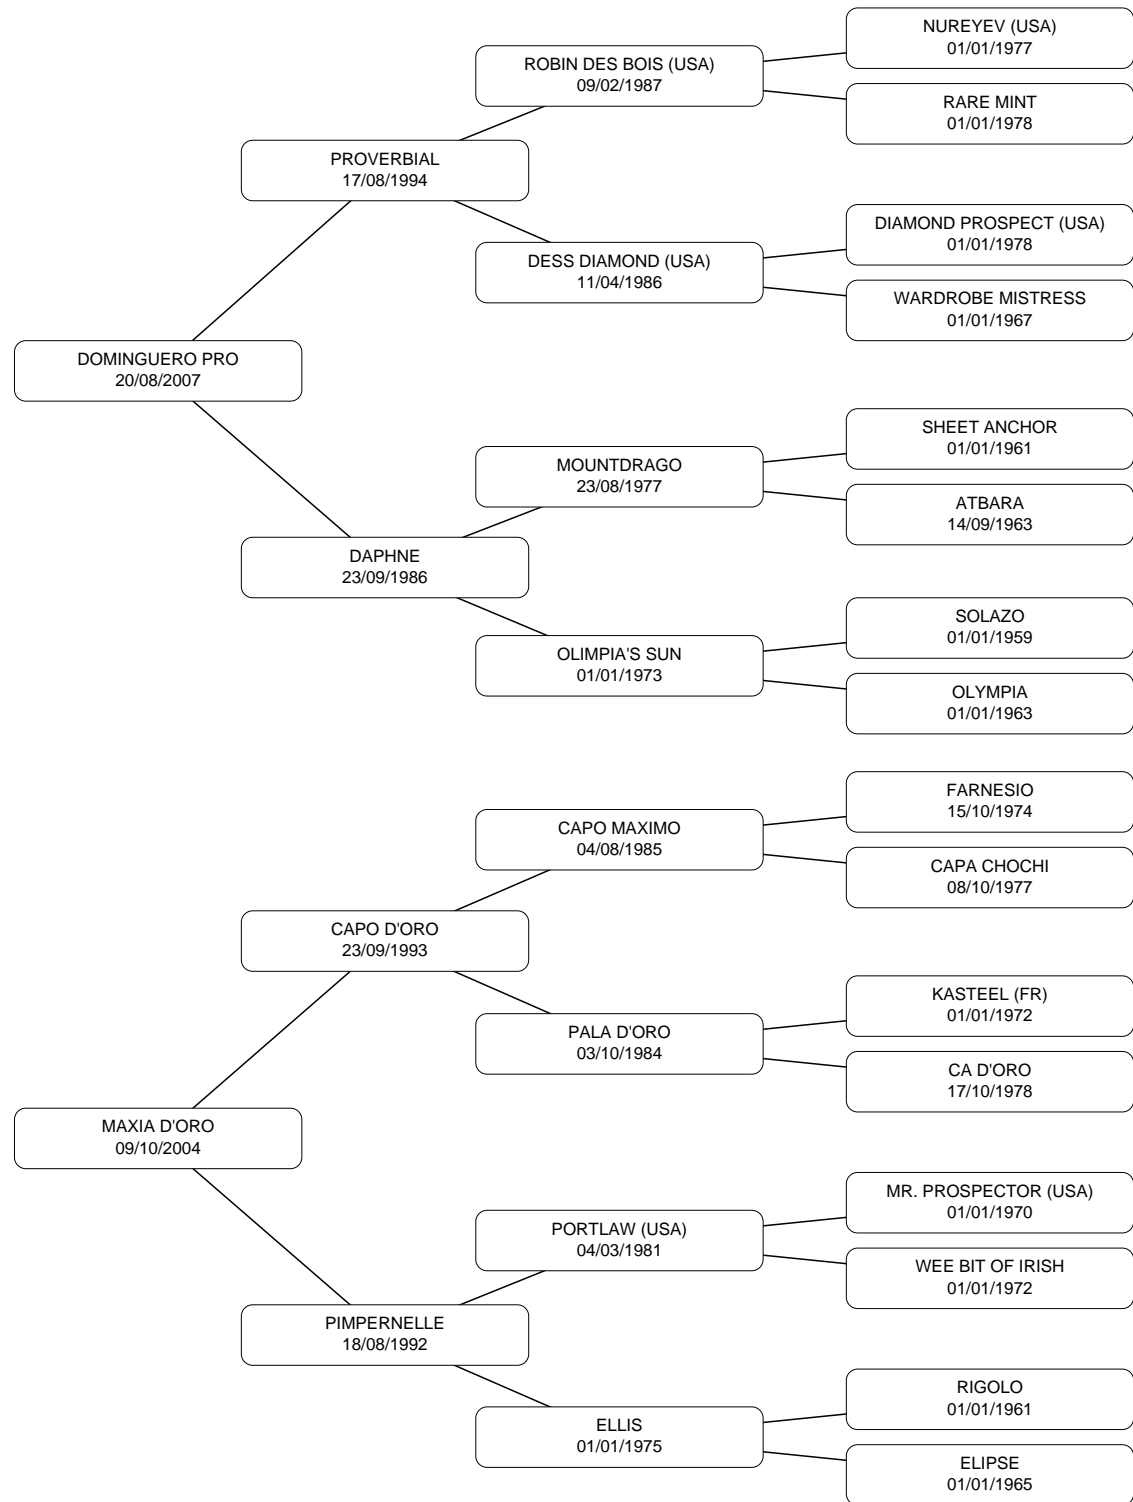 NUREYEV (USA)
01/01/1977
ROBIN DES BOIS (USA)
09/02/1987
RARE MINT
01/01/1978
PROVERBIAL
17/08/1994
DIAMOND PROSPECT (USA)
01/01/1978
DESS DIAMOND (USA)
11/04/1986
WARDROBE MISTRESS
01/01/1967
DOMINGUERO PRO
20/08/2007
SHEET ANCHOR
01/01/1961
MOUNTDRAGO
23/08/1977
ATBARA
14/09/1963
DAPHNE
23/09/1986
SOLAZO
01/01/1959
OLIMPIA'S SUN
01/01/1973
OLYMPIA
01/01/1963
FARNESIO
15/10/1974
CAPO MAXIMO
04/08/1985
CAPA CHOCHI
08/10/1977
CAPO D'ORO
23/09/1993
KASTEEL (FR)
01/01/1972
PALA D'ORO
03/10/1984
CA D'ORO
17/10/1978
MAXIA D'ORO
09/10/2004
MR. PROSPECTOR (USA)
01/01/1970
PORTLAW (USA)
04/03/1981
WEE BIT OF IRISH
01/01/1972
PIMPERNELLE
18/08/1992
RIGOLO
01/01/1961
ELLIS
01/01/1975
ELIPSE
01/01/1965